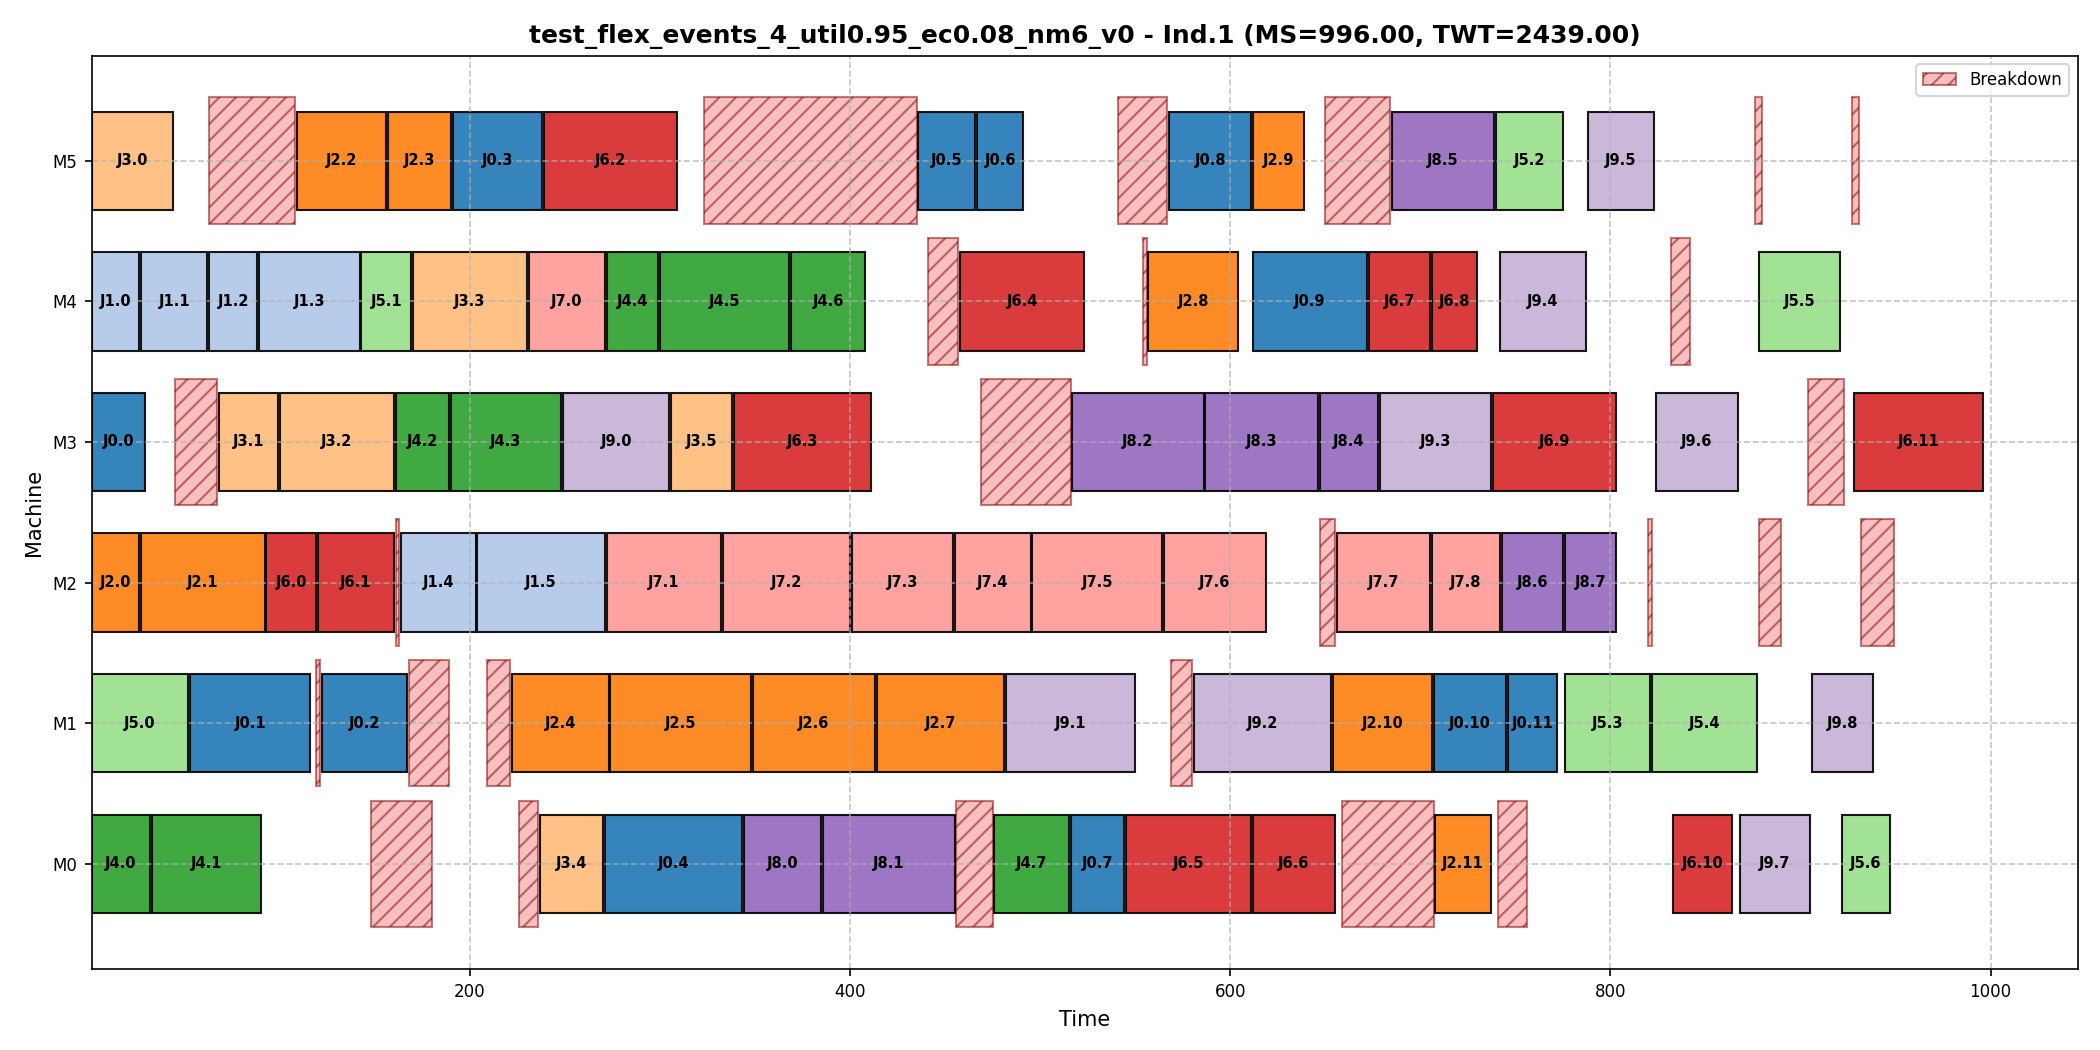 test_flex_events_4_util0.95_ec0.08_nm6_v0 - Ind.1 (MS=996.00, TWT=2439.00)
Breakdown
M5 J3.0 J2.2 J2.3 J0.3 J6.2 J0.5 J0.6 J0.8 J2.9 J8.5 J5.2 J9.5
M4 J1.0 J1.1 J1.2 J1.3 J5.1 J3.3 J7.0 J4.4 J4.5 J4.6 J6.4 J2.8 J0.9 J6.7 J6.8 J9.4 J5.5
M3 J0.0 J3.1 J3.2 J4.2 J4.3 J9.0 J3.5 J6.3 J8.2 J8.3 J8.4 J9.3 J6.9 J9.6 J6.11
Machine
M2 J2.0 J2.1 J6.0 J6.1 J1.4 J1.5 J7.1 J7.2 J7.3 J7.4 J7.5 J7.6 J7.7 J7.8 J8.6 J8.7
M1 J5.0 J0.1 J0.2 J2.4 J2.5 J2.6 J2.7 J9.1 J9.2 J2.10 J0.10 J0.11 J5.3 J5.4 J9.8
M0 J4.0 J4.1 J3.4 J0.4 J8.0 J8.1 J4.7 J0.7 J6.5 J6.6 J2.11 J6.10 J9.7 J5.6
200 400 600 800 1000
Time